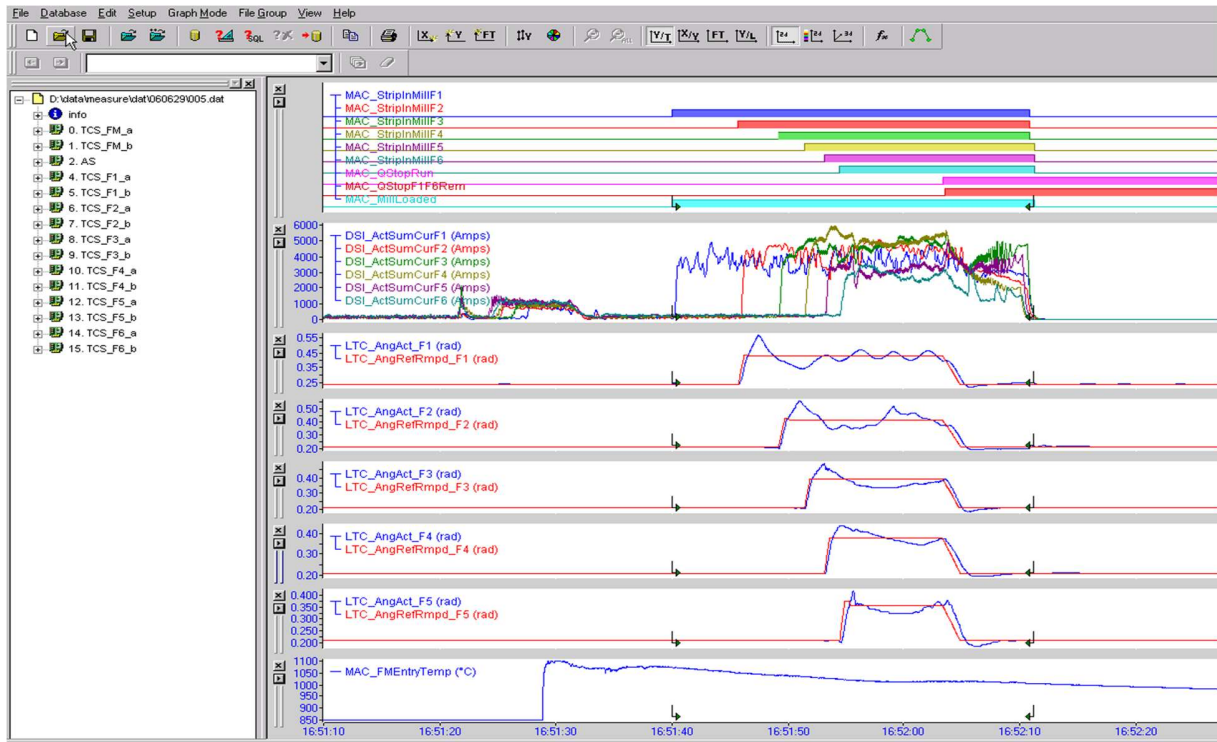 File Database Edit Setup Graph Mode File Group View Help
SQL
D:\data\measure\dat\060629\005.dat
info
0. TCS_FM_a
1. TCS_FM_b
2. AS
4. TCS_F1_a
5. TCS_F1_b
6. TCS_F2_a
7. TCS_F2_b
8. TCS_F3_a
9. TCS_F3_b
10. TCS_F4_a
11. TCS_F4_b
12. TCS_F5_a
13. TCS_F5_b
14. TCS_F6_a
15. TCS_F6_b
MAC_StripInMillF1
MAC_StripInMillF2
MAC_StripInMillF3
MAC_StripInMillF4
MAC_StripInMillF5
MAC_StripInMillF6
MAC_QStopRun
MAC_QStopF1F6Rem
MAC_MillLoaded
6000
5000
4000
3000
2000
1000
0
DSI_ActSumCurF1 (Amps)
DSI_ActSumCurF2 (Amps)
DSI_ActSumCurF3 (Amps)
DSI_ActSumCurF4 (Amps)
DSI_ActSumCurF5 (Amps)
DSI_ActSumCurF6 (Amps)
0.55
0.45
0.35
0.25
LTC_AngAct_F1 (rad)
LTC_AngRefRmpd_F1 (rad)
0.50
0.40
0.30
0.20
LTC_AngAct_F2 (rad)
LTC_AngRefRmpd_F2 (rad)
0.40
0.30
0.20
LTC_AngAct_F3 (rad)
LTC_AngRefRmpd_F3 (rad)
0.40
0.30
0.20
LTC_AngAct_F4 (rad)
LTC_AngRefRmpd_F4 (rad)
0.400
0.350
0.300
0.250
0.200
LTC_AngAct_F5 (rad)
LTC_AngRefRmpd_F5 (rad)
1100
1050
1000
950
900
850
MAC_FMEntryTemp (°C)
16:51:10 16:51:20 16:51:30 16:51:40 16:51:50 16:52:00 16:52:10 16:52:20